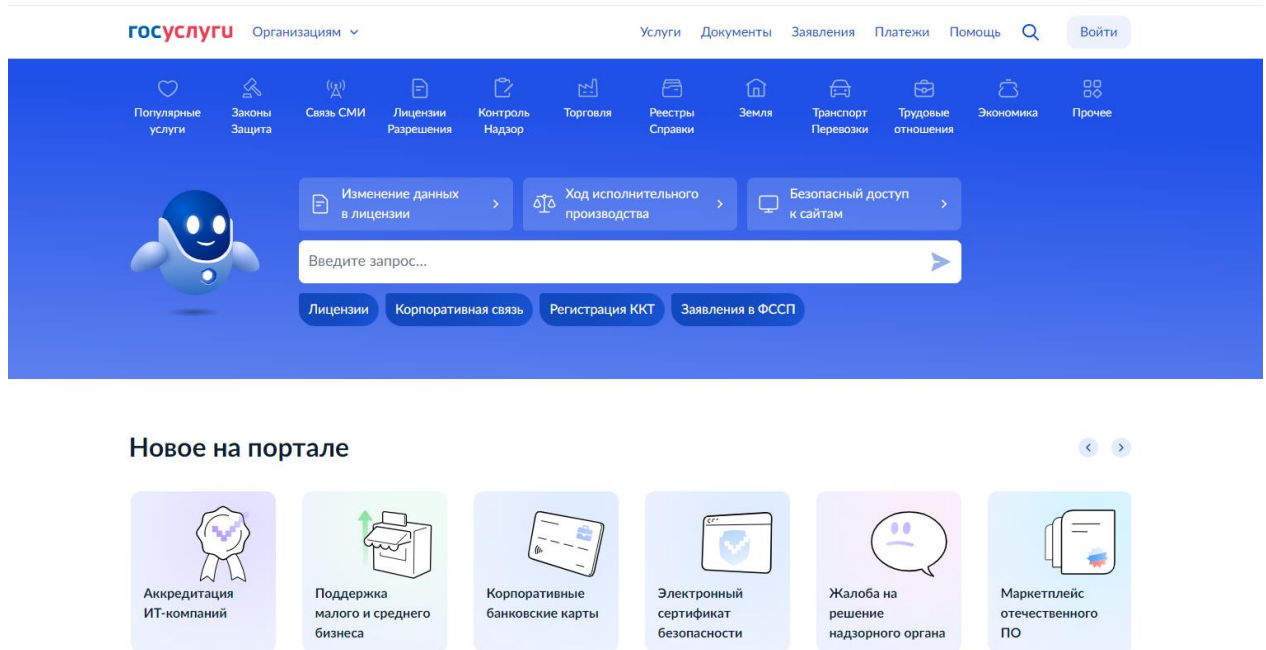 госуслуги Организациям Услуги Документы Заявления Платежи Помощь Войти
Популярные услуги
Законы Защита
Связь СМИ
Лицензии Разрешения
Контроль Надзор
Торговля
Реестры Справки
Земля
Транспорт Перевозки
Трудовые отношения
Экономика
Прочее
Изменение данных
в лицензии
Ход исполнительного
производства
Безопасный доступ
к сайтам
Введите запрос...
Лицензии Корпоративная связь Регистрация ККТ Заявления в ФССП
Новое на портале
Аккредитация
ИТ-компаний
Поддержка
малого и среднего
бизнеса
Корпоративные
банковские карты
Электронный
сертификат
безопасности
Жалоба на
решение
надзорного органа
Маркетплейс
отечественного
ПО